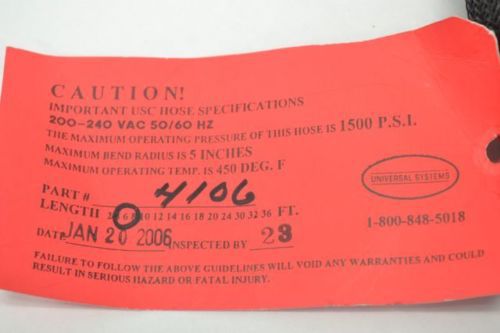 CAUTION!
IMPORTANT USC HOSE SPECIFICATIONS
200-240 VAC 50/60 HZ
THE MAXIMUM OPERATING PRESSURE OF THIS HOSE IS 1500 P.S.I.
MAXIMUM BEND RADIUS IS 5 INCHES
MAXIMUM OPERATING TEMP. IS 450 DEG. F
UNIVERSAL SYSTEMS
PART # 4106
LENGTH 6 8 10 12 14 16 18 20 24 30 32 36 FT.
1-800-848-5018
DATE JAN 20 2006 INSPECTED BY 23
FAILURE TO FOLLOW THE ABOVE GUIDELINES WILL VOID ANY WARRANTIES AND COULD
RESULT IN SERIOUS HAZARD OR FATAL INJURY.